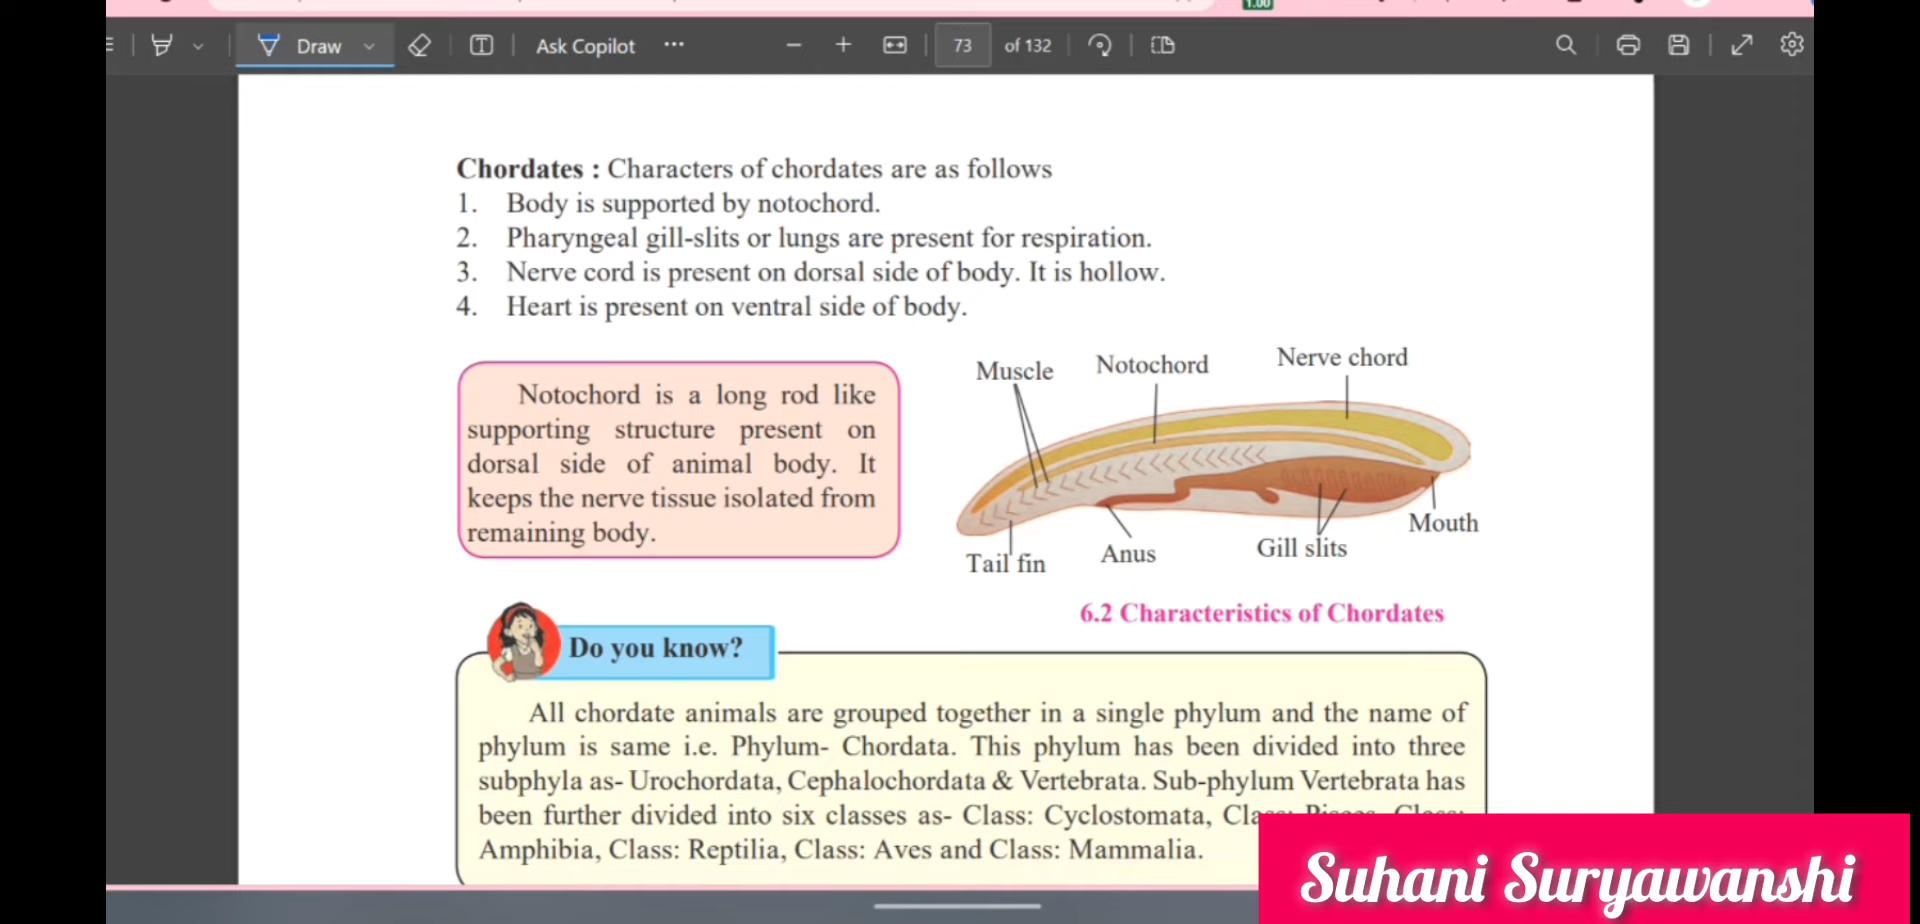 1.00
Draw
Ask Copilot
73 of 132
Chordates : Characters of chordates are as follows
1. Body is supported by notochord.
2. Pharyngeal gill-slits or lungs are present for respiration.
3. Nerve cord is present on dorsal side of body. It is hollow.
4. Heart is present on ventral side of body.
Notochord is a long rod like
supporting structure present on
dorsal side of animal body. It
keeps the nerve tissue isolated from
remaining body.
Muscle
Notochord
Nerve chord
Mouth
Gill slits
Anus
Tail fin
6.2 Characteristics of Chordates
Do you know?
All chordate animals are grouped together in a single phylum and the name of
phylum is same i.e. Phylum- Chordata. This phylum has been divided into three
subphyla as- Urochordata, Cephalochordata & Vertebrata. Sub-phylum Vertebrata has
been further divided into six classes as- Class: Cyclostomata, Class: Pisces, Class:
Amphibia, Class: Reptilia, Class: Aves and Class: Mammalia.
Suhani Suryawanshi